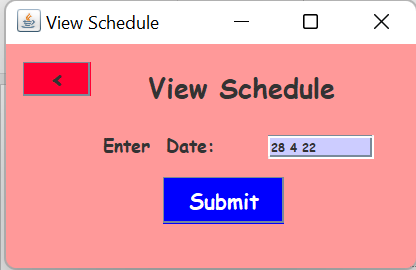 View Schedule
<
View Schedule
Enter Date:
28 4 22
Submit